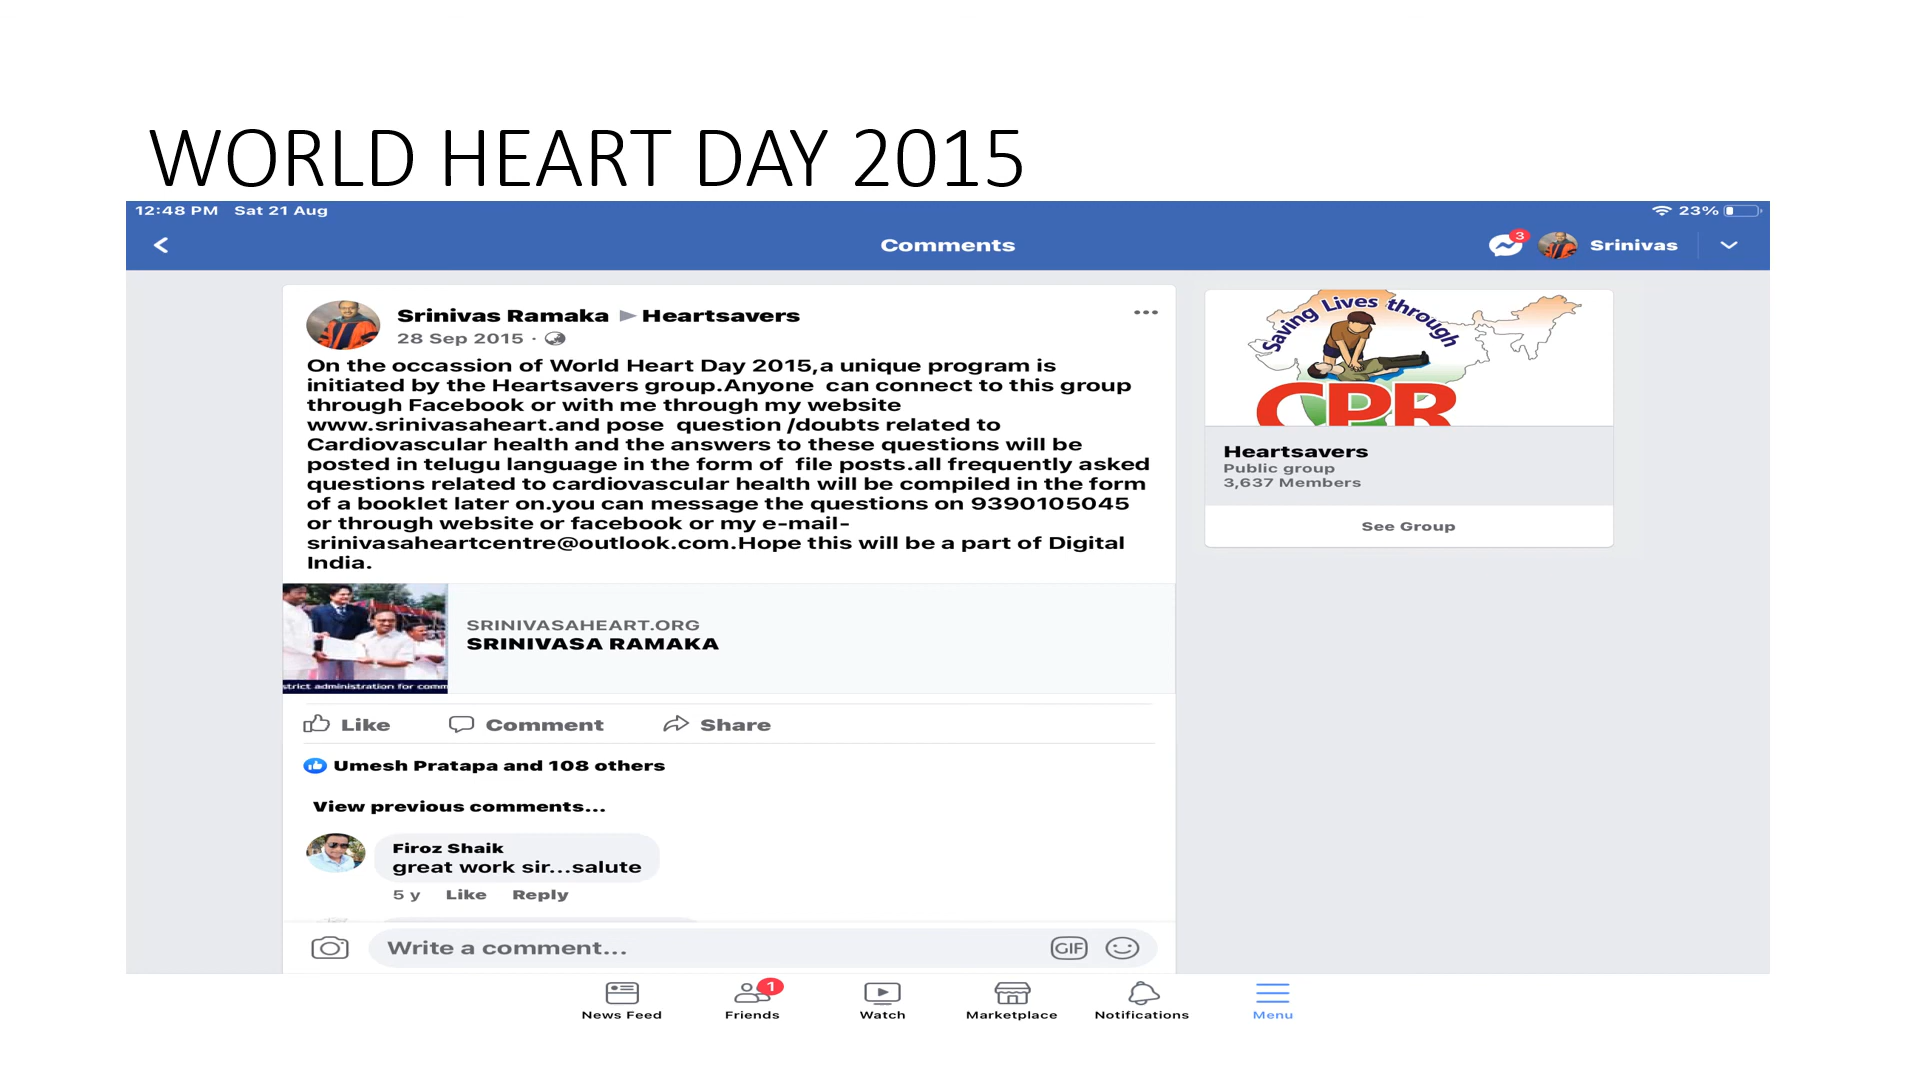 WORLD HEART DAY 2015
12:48 PM Sat 21 Aug
23%
Comments
3
Srinivas
Srinivas Ramaka ▶ Heartsavers
28 Sep 2015 ·
On the occassion of World Heart Day 2015,a unique program is
initiated by the Heartsavers group.Anyone can connect to this group
through Facebook or with me through my website
www.srinivasaheart.and pose question /doubts related to
Cardiovascular health and the answers to these questions will be
posted in telugu language in the form of file posts.all frequently asked
questions related to cardiovascular health will be compiled in the form
of a booklet later on.you can message the questions on 9390105045
or through website or facebook or my e-mail-
srinivasaheartcentre@outlook.com.Hope this will be a part of Digital
India.
strict administration for comm
SRINIVASAHEART.ORG
SRINIVASA RAMAKA
Like Comment Share
Umesh Pratapa and 108 others
View previous comments...
Firoz Shaik
great work sir...salute
5 y Like Reply
Write a comment...
GIF
Saving Lives through
CPR
Heartsavers
Public group
3,637 Members
See Group
1
News Feed Friends Watch Marketplace Notifications Menu